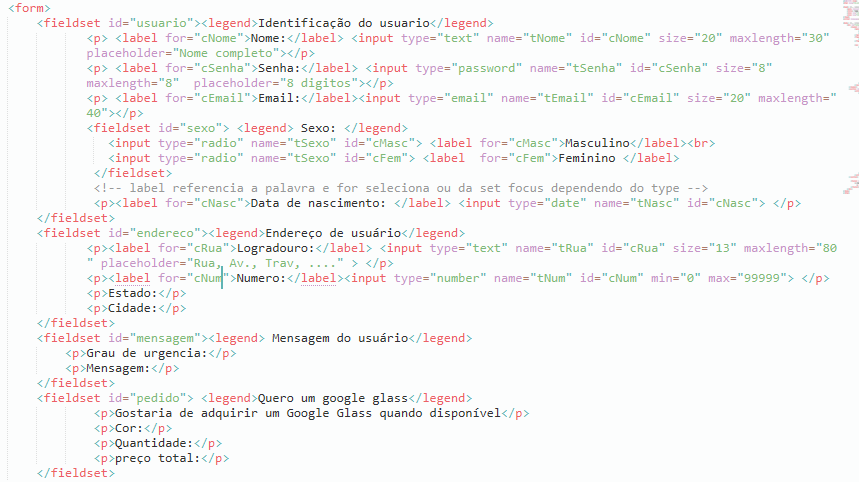 <form>
<fieldset id="usuario"><legend>Identificação do usuario</legend>
<p> <label for="cNome">Nome:</label> <input type="text" name="tNome" id="cNome" size="20" maxlength="30"
placeholder="Nome completo"></p>
<p> <label for="cSenha">Senha:</label> <input type="password" name="tSenha" id="cSenha" size="8"
maxlength="8"  placeholder="8 digitos"></p>
<p> <label for="cEmail">Email:</label><input type="email" name="tEmail" id="cEmail" size="20" maxlength="
40"></p>
<fieldset id="sexo"> <legend> Sexo: </legend>
<input type="radio" name="tSexo" id="cMasc"> <label for="cMasc">Masculino</label><br>
<input type="radio" name="tSexo" id="cFem"> <label  for="cFem">Feminino </label>
</fieldset>
<!-- label referencia a palavra e for seleciona ou da set focus dependendo do type -->
<p><label for="cNasc">Data de nascimento: </label> <input type="date" name="tNasc" id="cNasc"> </p>
</fieldset>
<fieldset id="endereco"><legend>Endereço de usuário</legend>
<p><label for="cRua">Logradouro:</label> <input type="text" name="tRua" id="cRua" size="13" maxlength="80
" placeholder="Rua, Av., Trav, ...." > </p>
<p><label for="cNum">Numero:</label><input type="number" name="tNum" id="cNum" min="0" max="99999"> </p>
<p>Estado:</p>
<p>Cidade:</p>
</fieldset>
<fieldset id="mensagem"><legend> Mensagem do usuário</legend>
<p>Grau de urgencia:</p>
<p>Mensagem:</p>
</fieldset>
<fieldset id="pedido"> <legend>Quero um google glass</legend>
<p>Gostaria de adquirir um Google Glass quando disponível</p>
<p>Cor:</p>
<p>Quantidade:</p>
<p>preço total:</p>
</fieldset>